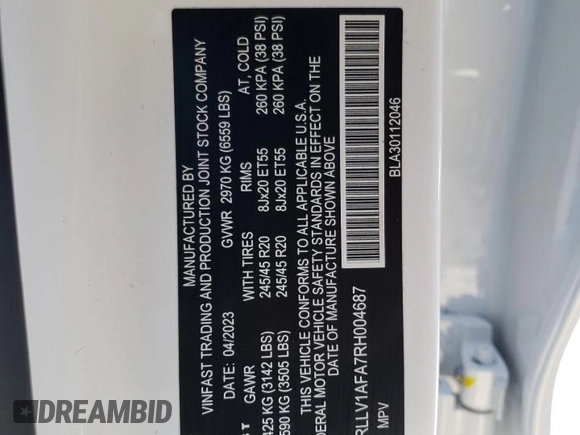 MANUFACTURED BY
VINFAST TRADING AND PRODUCTION JOINT STOCK COMPANY
DATE: 04/2023 GVWR 2970 KG (6559 LBS)
GAWR WITH TIRES RIMS AT, COLD
425 KG (3142 LBS) 245/45 R20 8Jx20 ET55 260 KPA (38 PSI)
590 KG (3505 LBS) 245/45 R20 8Jx20 ET55 260 KPA (38 PSI)
THIS VEHICLE CONFORMS TO ALL APPLICABLE U.S.A.
FEDERAL MOTOR VEHICLE SAFETY STANDARDS IN EFFECT ON THE
DATE OF MANUFACTURE SHOWN ABOVE
RLLV1AFA7RH004687
MPV BLA30112046
DREAMBID